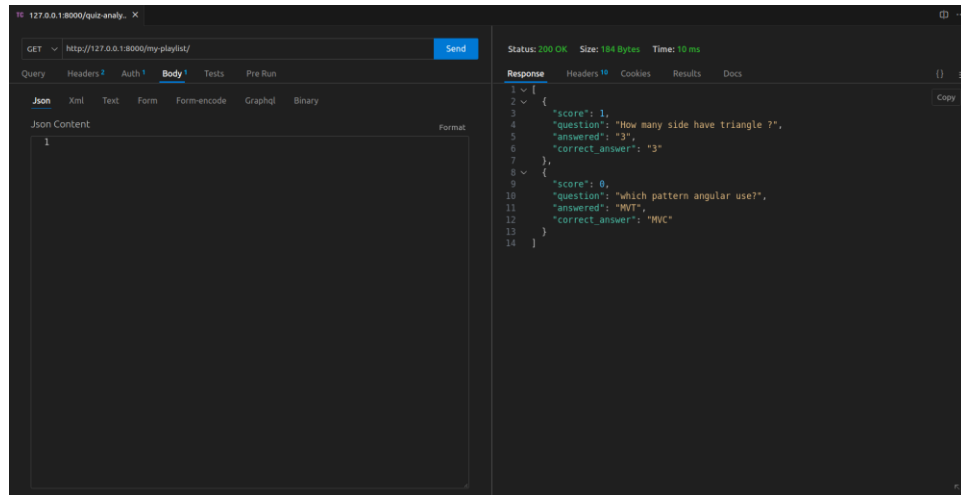 TC 127.0.0.1:8000/quiz-analy..
GET http://127.0.0.1:8000/my-playlist/ Send
Query Headers 2 Auth 1 Body 1 Tests Pre Run
Json Xml Text Form Form-encode Graphql Binary
Json Content Format
1
Status: 200 OK Size: 184 Bytes Time: 10 ms
Response Headers 10 Cookies Results Docs {}
Copy
1 [
2 {
3 "score": 1,
4 "question": "How many side have triangle ?",
5 "answered": "3",
6 "correct_answer": "3"
7 },
8 {
9 "score": 0,
10 "question": "which pattern angular use?",
11 "answered": "MVT",
12 "correct_answer": "MVC"
13 }
14 ]